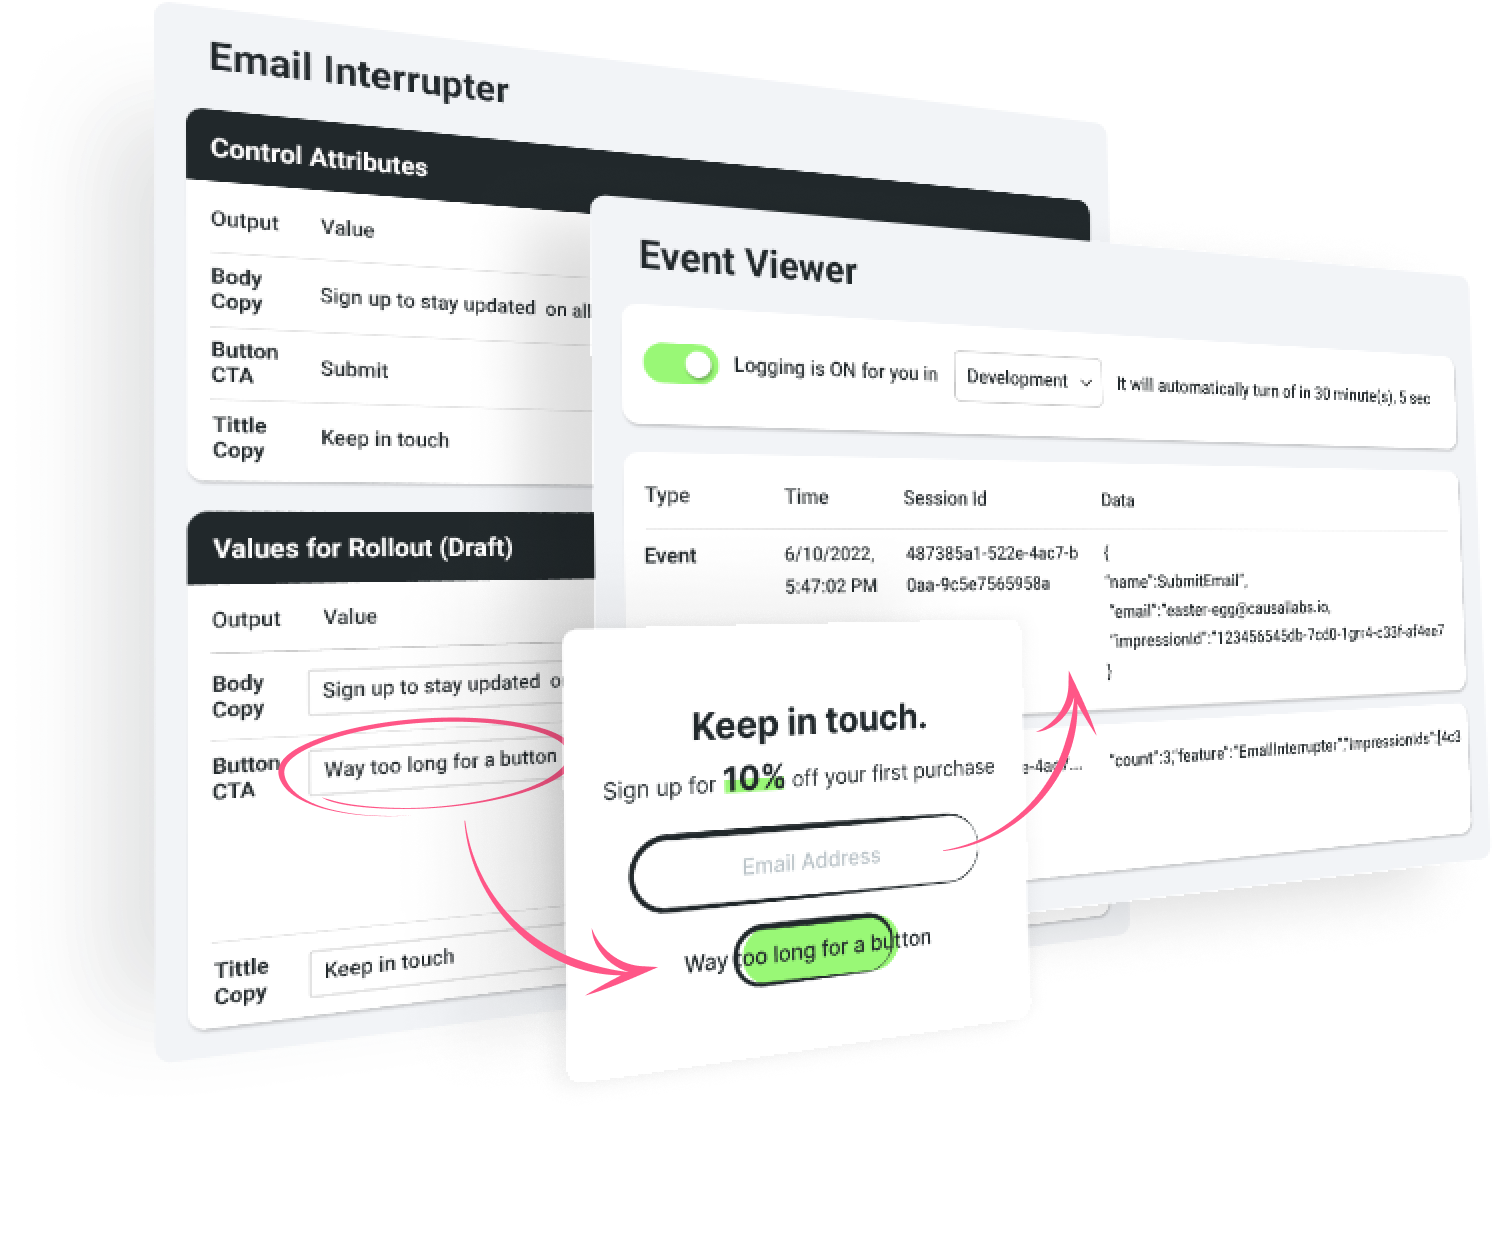 Email Interrupter
Control Attributes
Output Value
Body Copy Sign up to stay updated on all
Button CTA Submit
Tittle Copy Keep in touch
Values for Rollout (Draft)
Output Value
Body Copy Sign up to stay updated
Button CTA Way too long for a button
Tittle Copy Keep in touch
Event Viewer
Logging is ON for you in Development It will automatically turn of in 30 minute(s), 5 sec
Type Time Session Id Data
Event 6/10/2022, 487385a1-522e-4ac7-b {
5:47:02 PM 0aa-9c5e7565958a "name":SubmitEmail",
"email":"easter-egg@causallabs.io,
"impressionId":"123456545db-7cd0-1grr4-c33f-af4ee7
}
"count":3,"feature":"EmailInterrupter","impressionIds":[4c3
Keep in touch.
Sign up for 10% off your first purchase
Email Address
Way too long for a button